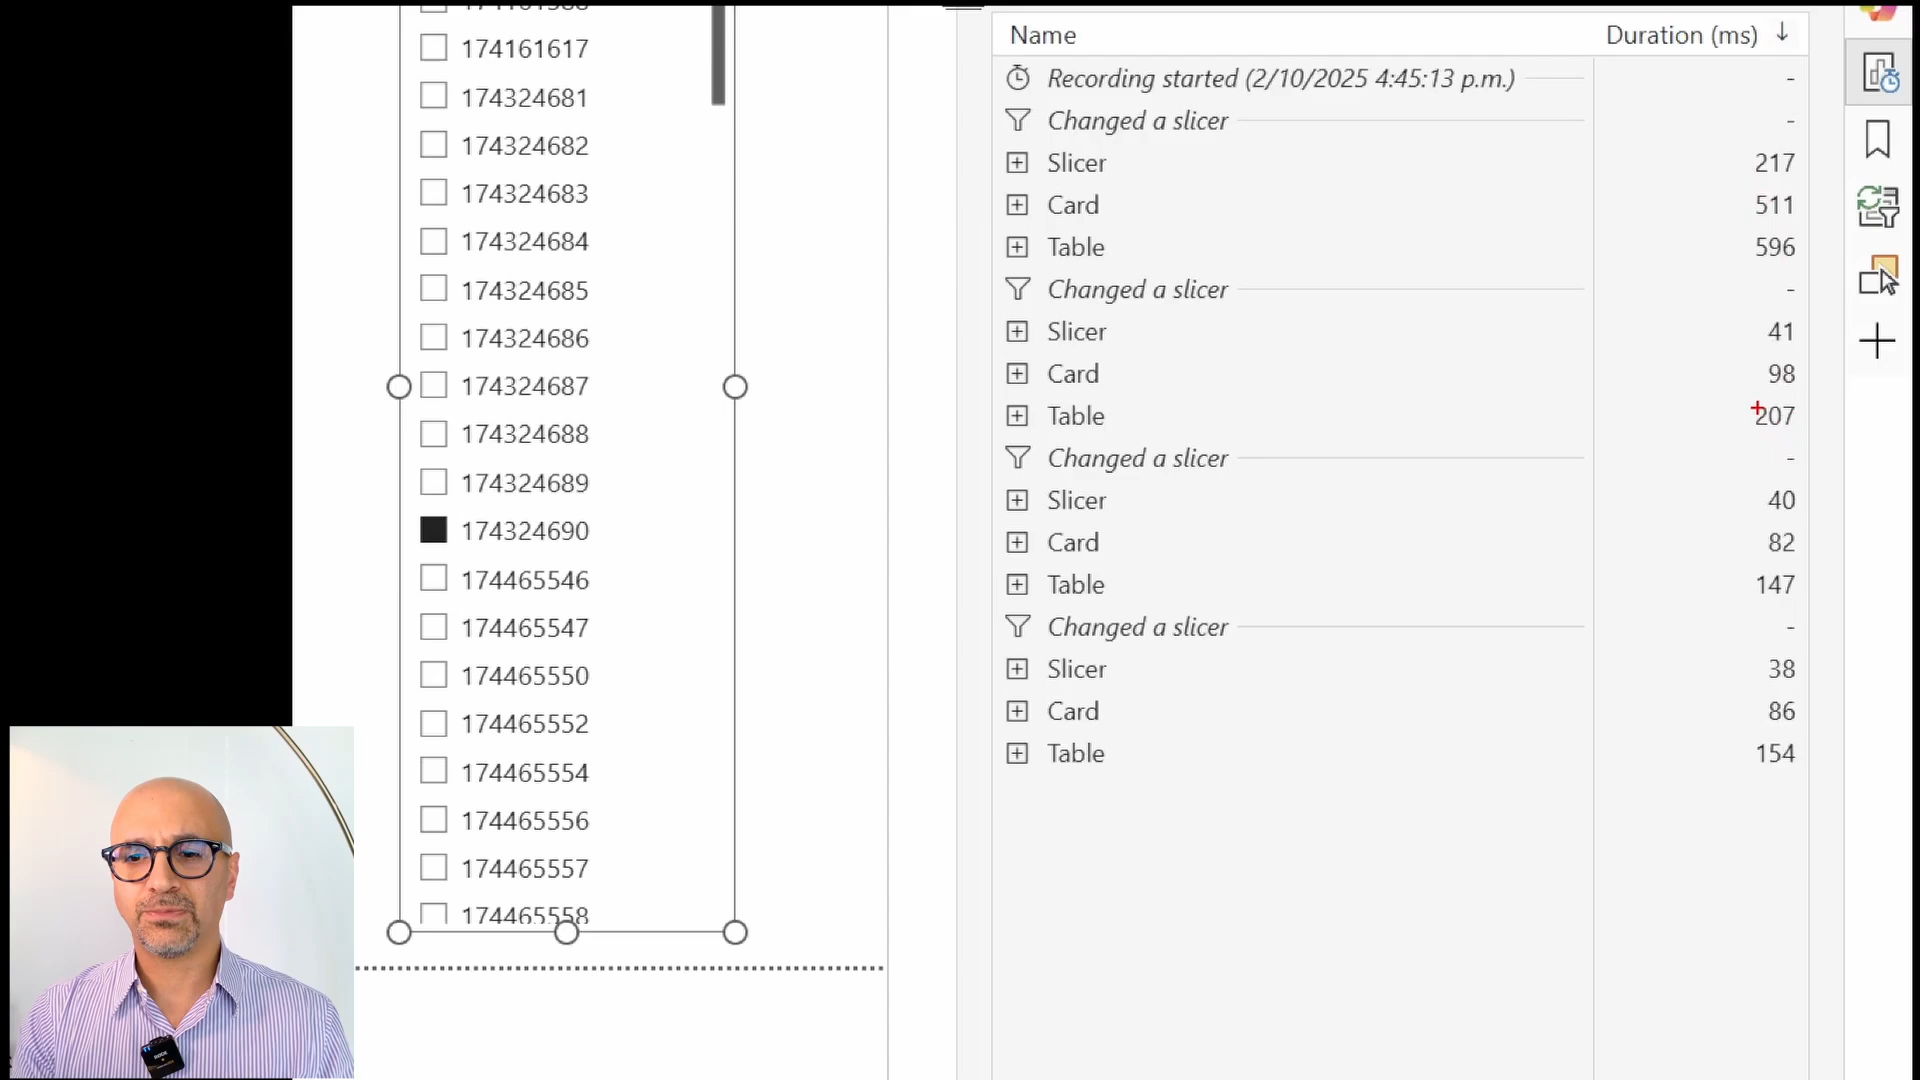 174161617
174324681
174324682
174324683
174324684
174324685
174324686
174324687
174324688
174324689
174324690
174465546
174465547
174465550
174465552
174465554
174465556
174465557
174465558
Name Duration (ms)
Recording started (2/10/2025 4:45:13 p.m.) -
Changed a slicer -
Slicer 217
Card 511
Table 596
Changed a slicer -
Slicer 41
Card 98
Table 207
Changed a slicer -
Slicer 40
Card 82
Table 147
Changed a slicer -
Slicer 38
Card 86
Table 154